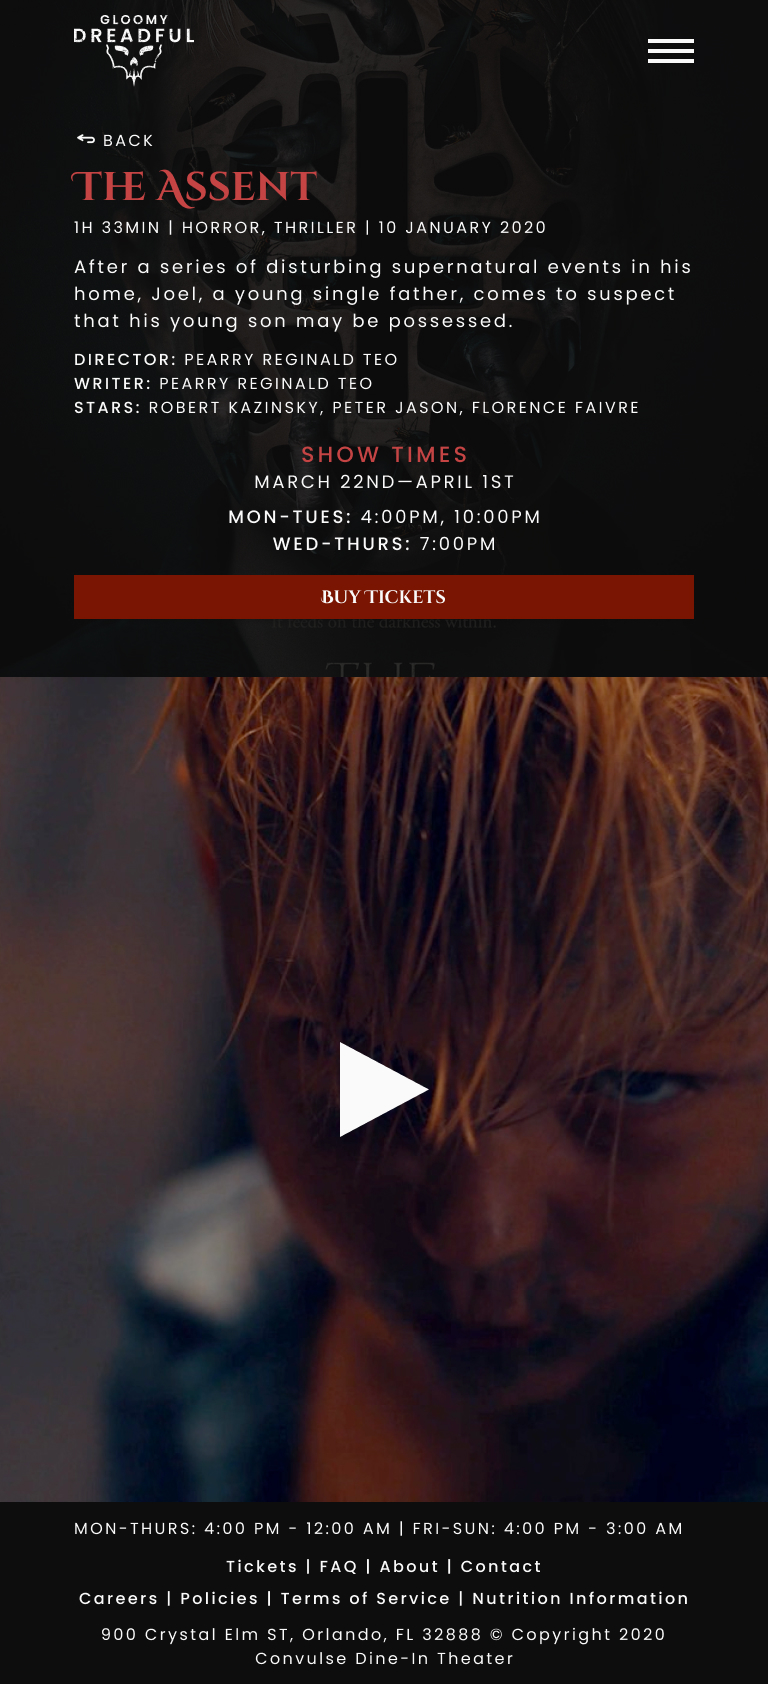 GLOOMY
DREADFUL
BACK
THE ASSENT
1H 33MIN | HORROR, THRILLER | 10 JANUARY 2020
After a series of disturbing supernatural events in his
home, Joel, a young single father, comes to suspect
that his young son may be possessed.
DIRECTOR: PEARRY REGINALD TEO
WRITER: PEARRY REGINALD TEO
STARS: ROBERT KAZINSKY, PETER JASON, FLORENCE FAIVRE
SHOW TIMES
MARCH 22ND—APRIL 1ST
MON-TUES: 4:00PM, 10:00PM
WED-THURS: 7:00PM
BUY TICKETS
It feeds on the darkness within.
THE
MON-THURS: 4:00 PM - 12:00 AM | FRI-SUN: 4:00 PM - 3:00 AM
Tickets | FAQ | About | Contact
Careers | Policies | Terms of Service | Nutrition Information
900 Crystal Elm ST, Orlando, FL 32888 © Copyright 2020
Convulse Dine-In Theater